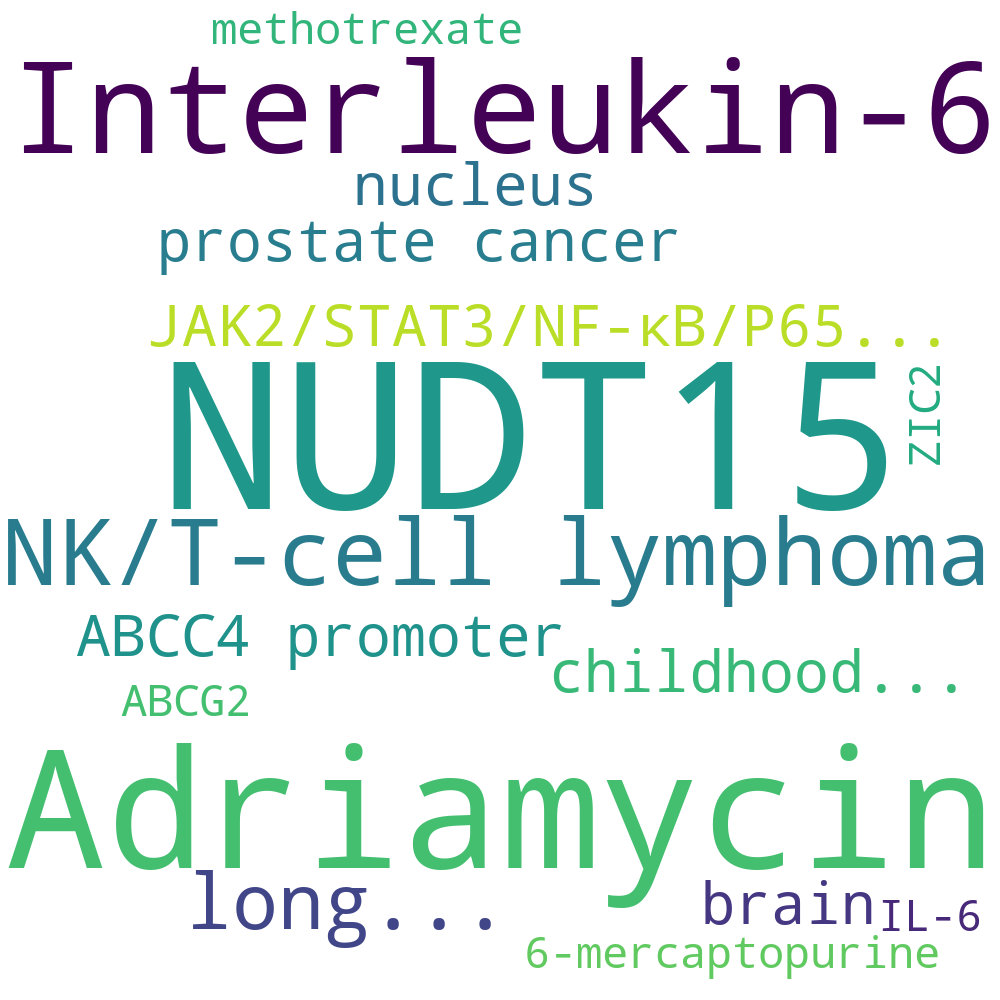 methotrexate
Interleukin-6
nucleus
prostate cancer
JAK2/STAT3/NF-κB/P65...
NUDT15
ZIC2
NK/T-cell lymphoma
ABCC4 promoter
childhood...
ABCG2
Adriamycin
long...
brain
IL-6
6-mercaptopurine